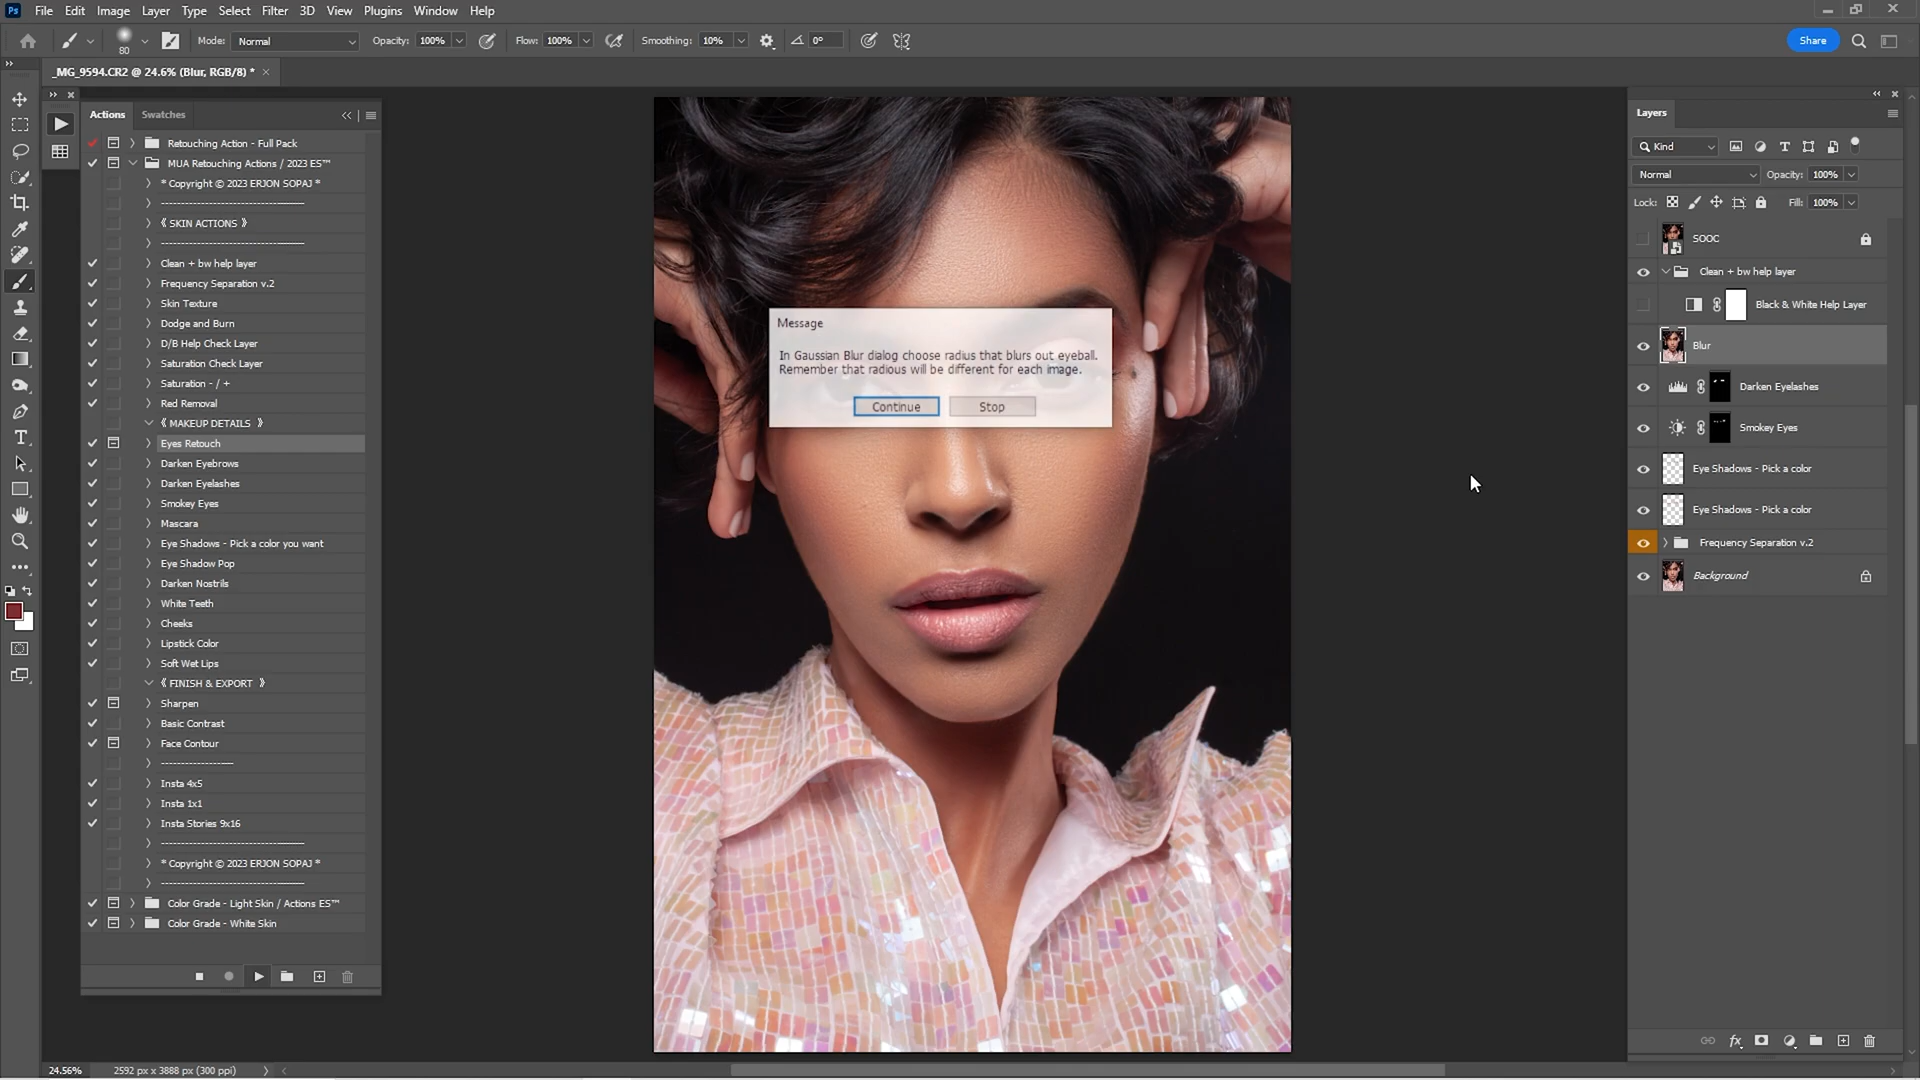 Ps File Edit Image Layer Type Select Filter 3D View Plugins Window Help
80 Mode: Normal Opacity: 100% Flow: 100% Smoothing: 10% 0° Share
_MG_9594.CR2 @ 24.6% (Blur, RGB/8) *
Actions Swatches
Retouching Action - Full Pack
MUA Retouching Actions / 2023 ES™
* Copyright © 2023 ERJON SOPAJ *
------------------------------------
《 SKIN ACTIONS 》
------------------------------------
Clean + bw help layer
Frequency Separation v.2
Skin Texture
Dodge and Burn
D/B Help Check Layer
Saturation Check Layer
Saturation - / +
Red Removal
《 MAKEUP DETAILS 》
Eyes Retouch
Darken Eyebrows
Darken Eyelashes
Smokey Eyes
Mascara
Eye Shadows - Pick a color you want
Eye Shadow Pop
Darken Nostrils
White Teeth
Cheeks
Lipstick Color
Soft Wet Lips
《 FINISH & EXPORT 》
Sharpen
Basic Contrast
Face Contour
------------------
Insta 4x5
Insta 1x1
Insta Stories 9x16
------------------------------------
* Copyright © 2023 ERJON SOPAJ *
------------------------------------
Color Grade - Light Skin / Actions ES™
Color Grade - White Skin
Message
In Gaussian Blur dialog choose radius that blurs out eyeball.
Remember that radious will be different for each image.
Continue Stop
Layers
Kind
Normal Opacity: 100%
Lock: Fill: 100%
SOOC
Clean + bw help layer
Black & White Help Layer
Blur
Darken Eyelashes
Smokey Eyes
Eye Shadows - Pick a color
Eye Shadows - Pick a color
Frequency Separation v.2
Background
fx
24.56% 2592 px x 3888 px (300 ppi)